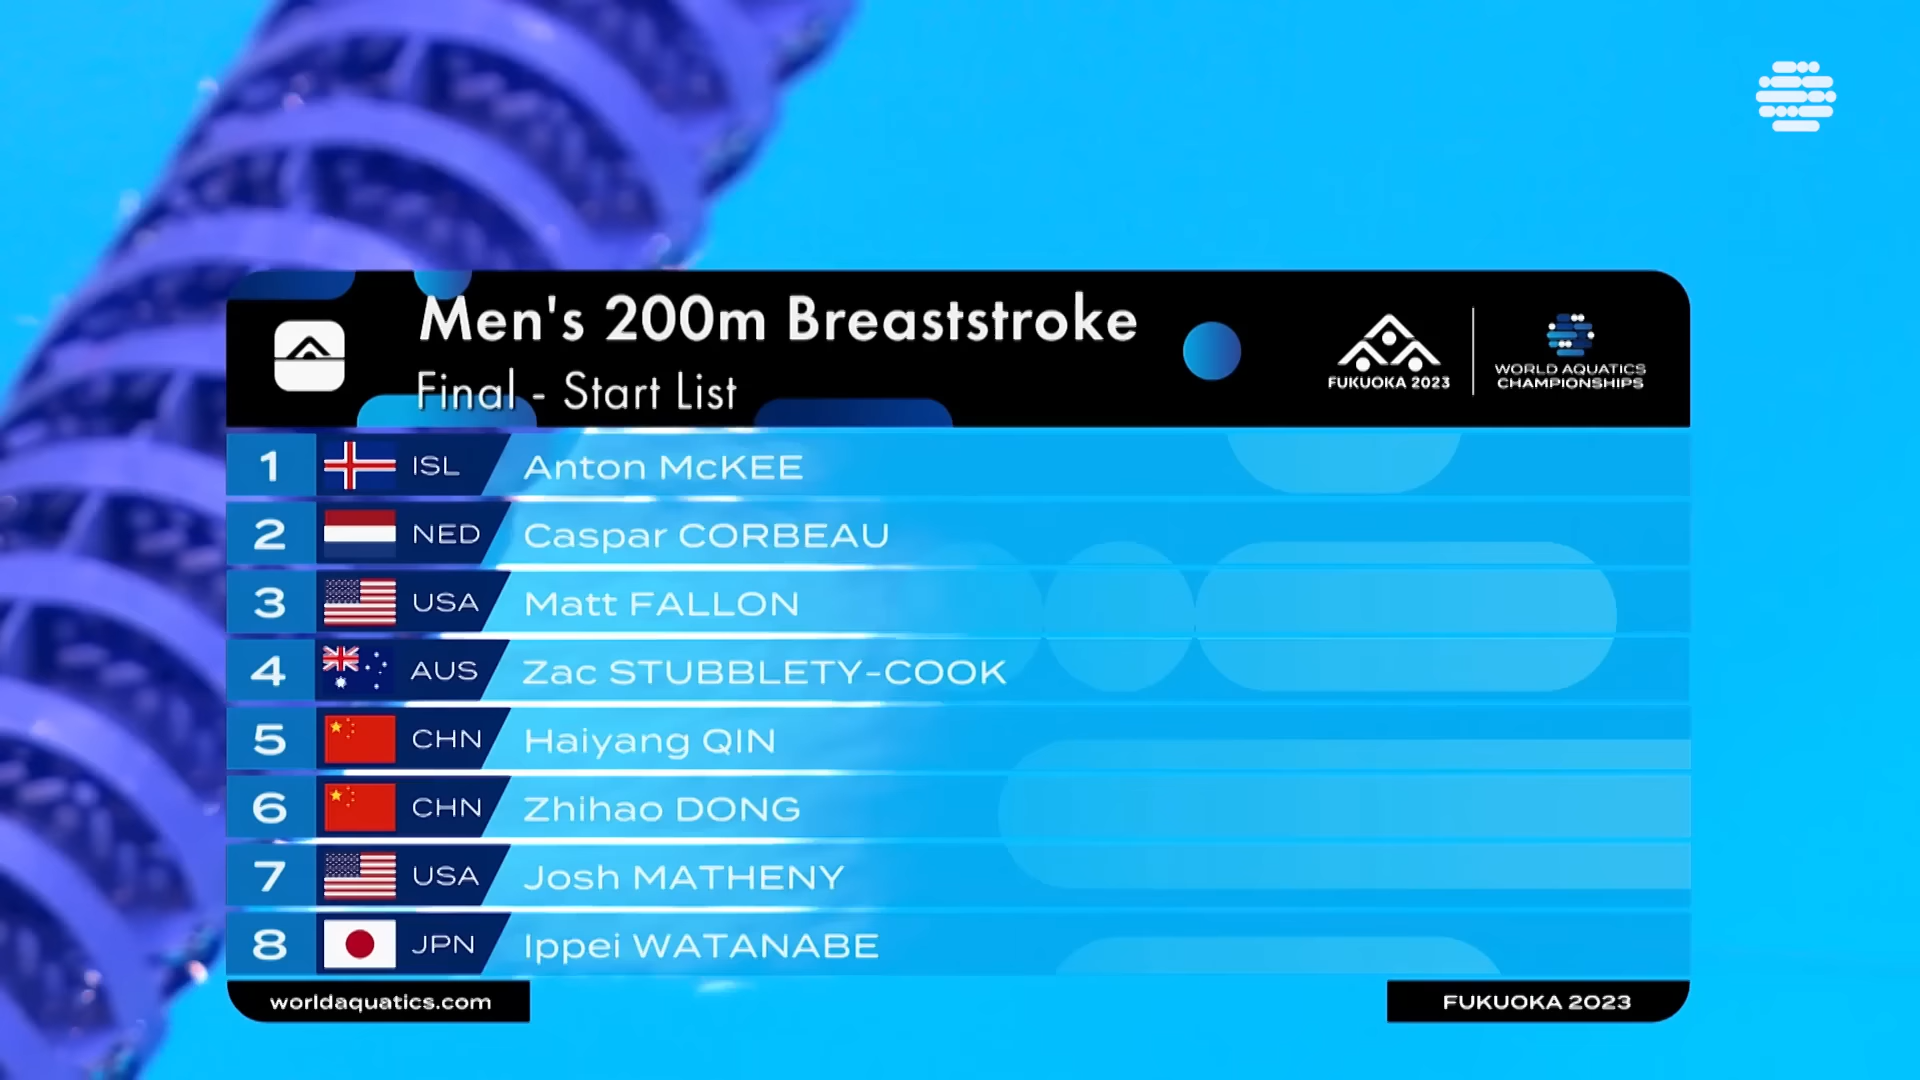 Men's 200m Breaststroke
Final - Start List
FUKUOKA 2023
WORLD AQUATICS
CHAMPIONSHIPS
1 ISL Anton McKEE
2 NED Caspar CORBEAU
3 USA Matt FALLON
4 AUS Zac STUBBLETY-COOK
5 CHN Haiyang QIN
6 CHN Zhihao DONG
7 USA Josh MATHENY
8 JPN Ippei WATANABE
worldaquatics.com
FUKUOKA 2023